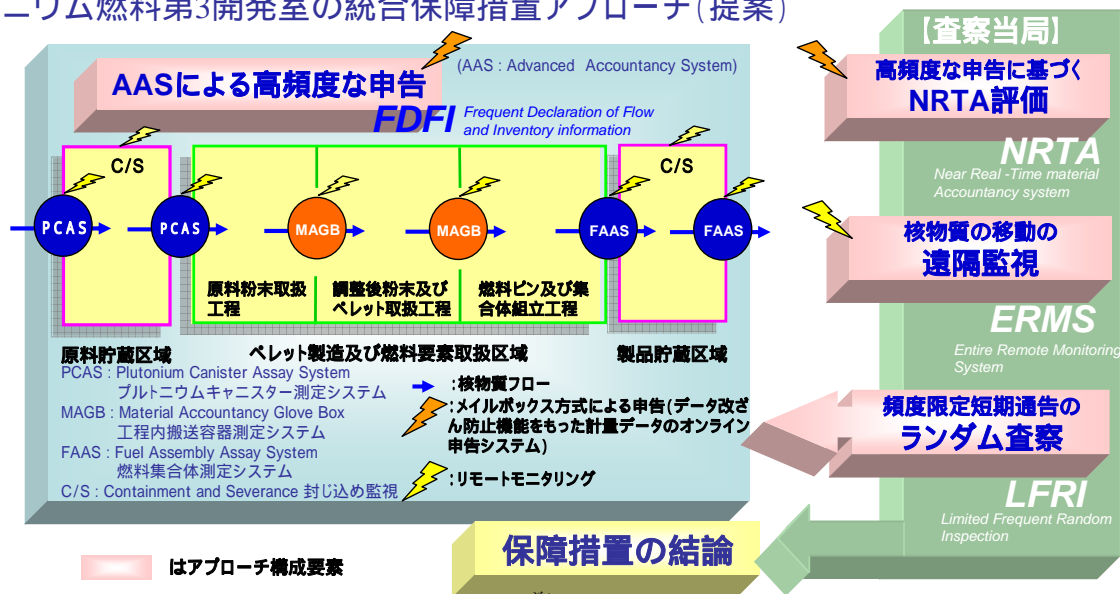 ニウム燃料第3開発室の統合保障措置アプローチ(提案)
AASによる高頻度な申告
(AAS : Advanced Accountancy System)
FDFI
Frequent Declaration of Flow
and Inventory information
C/S
C/S
PCAS
PCAS
MAGB
MAGB
FAAS
FAAS
原料粉末取扱
工程
調整後粉末及び
ペレット取扱工程
燃料ピン及び集
合体組立工程
原料貯蔵区域
ペレット製造及び燃料要素取扱区域
製品貯蔵区域
PCAS : Plutonium Canister Assay System
プルトニウムキャニスター測定システム
MAGB : Material Accountancy Glove Box
工程内搬送容器測定システム
FAAS : Fuel Assembly Assay System
燃料集合体測定システム
C/S : Containment and Severance 封じ込め監視
:核物質フロー
:メイルボックス方式による申告(データ改ざ
ん防止機能をもった計量データのオンライン
申告システム)
:リモートモニタリング
はアプローチ構成要素
【査察当局】
高頻度な申告に基づく
NRTA評価
NRTA
Near Real -Time material
Accountancy system
核物質の移動の
遠隔監視
ERMS
Entire Remote Monitoring
System
頻度限定短期通告の
ランダム査察
LFRI
Limited Frequent Random
Inspection
保障措置の結論